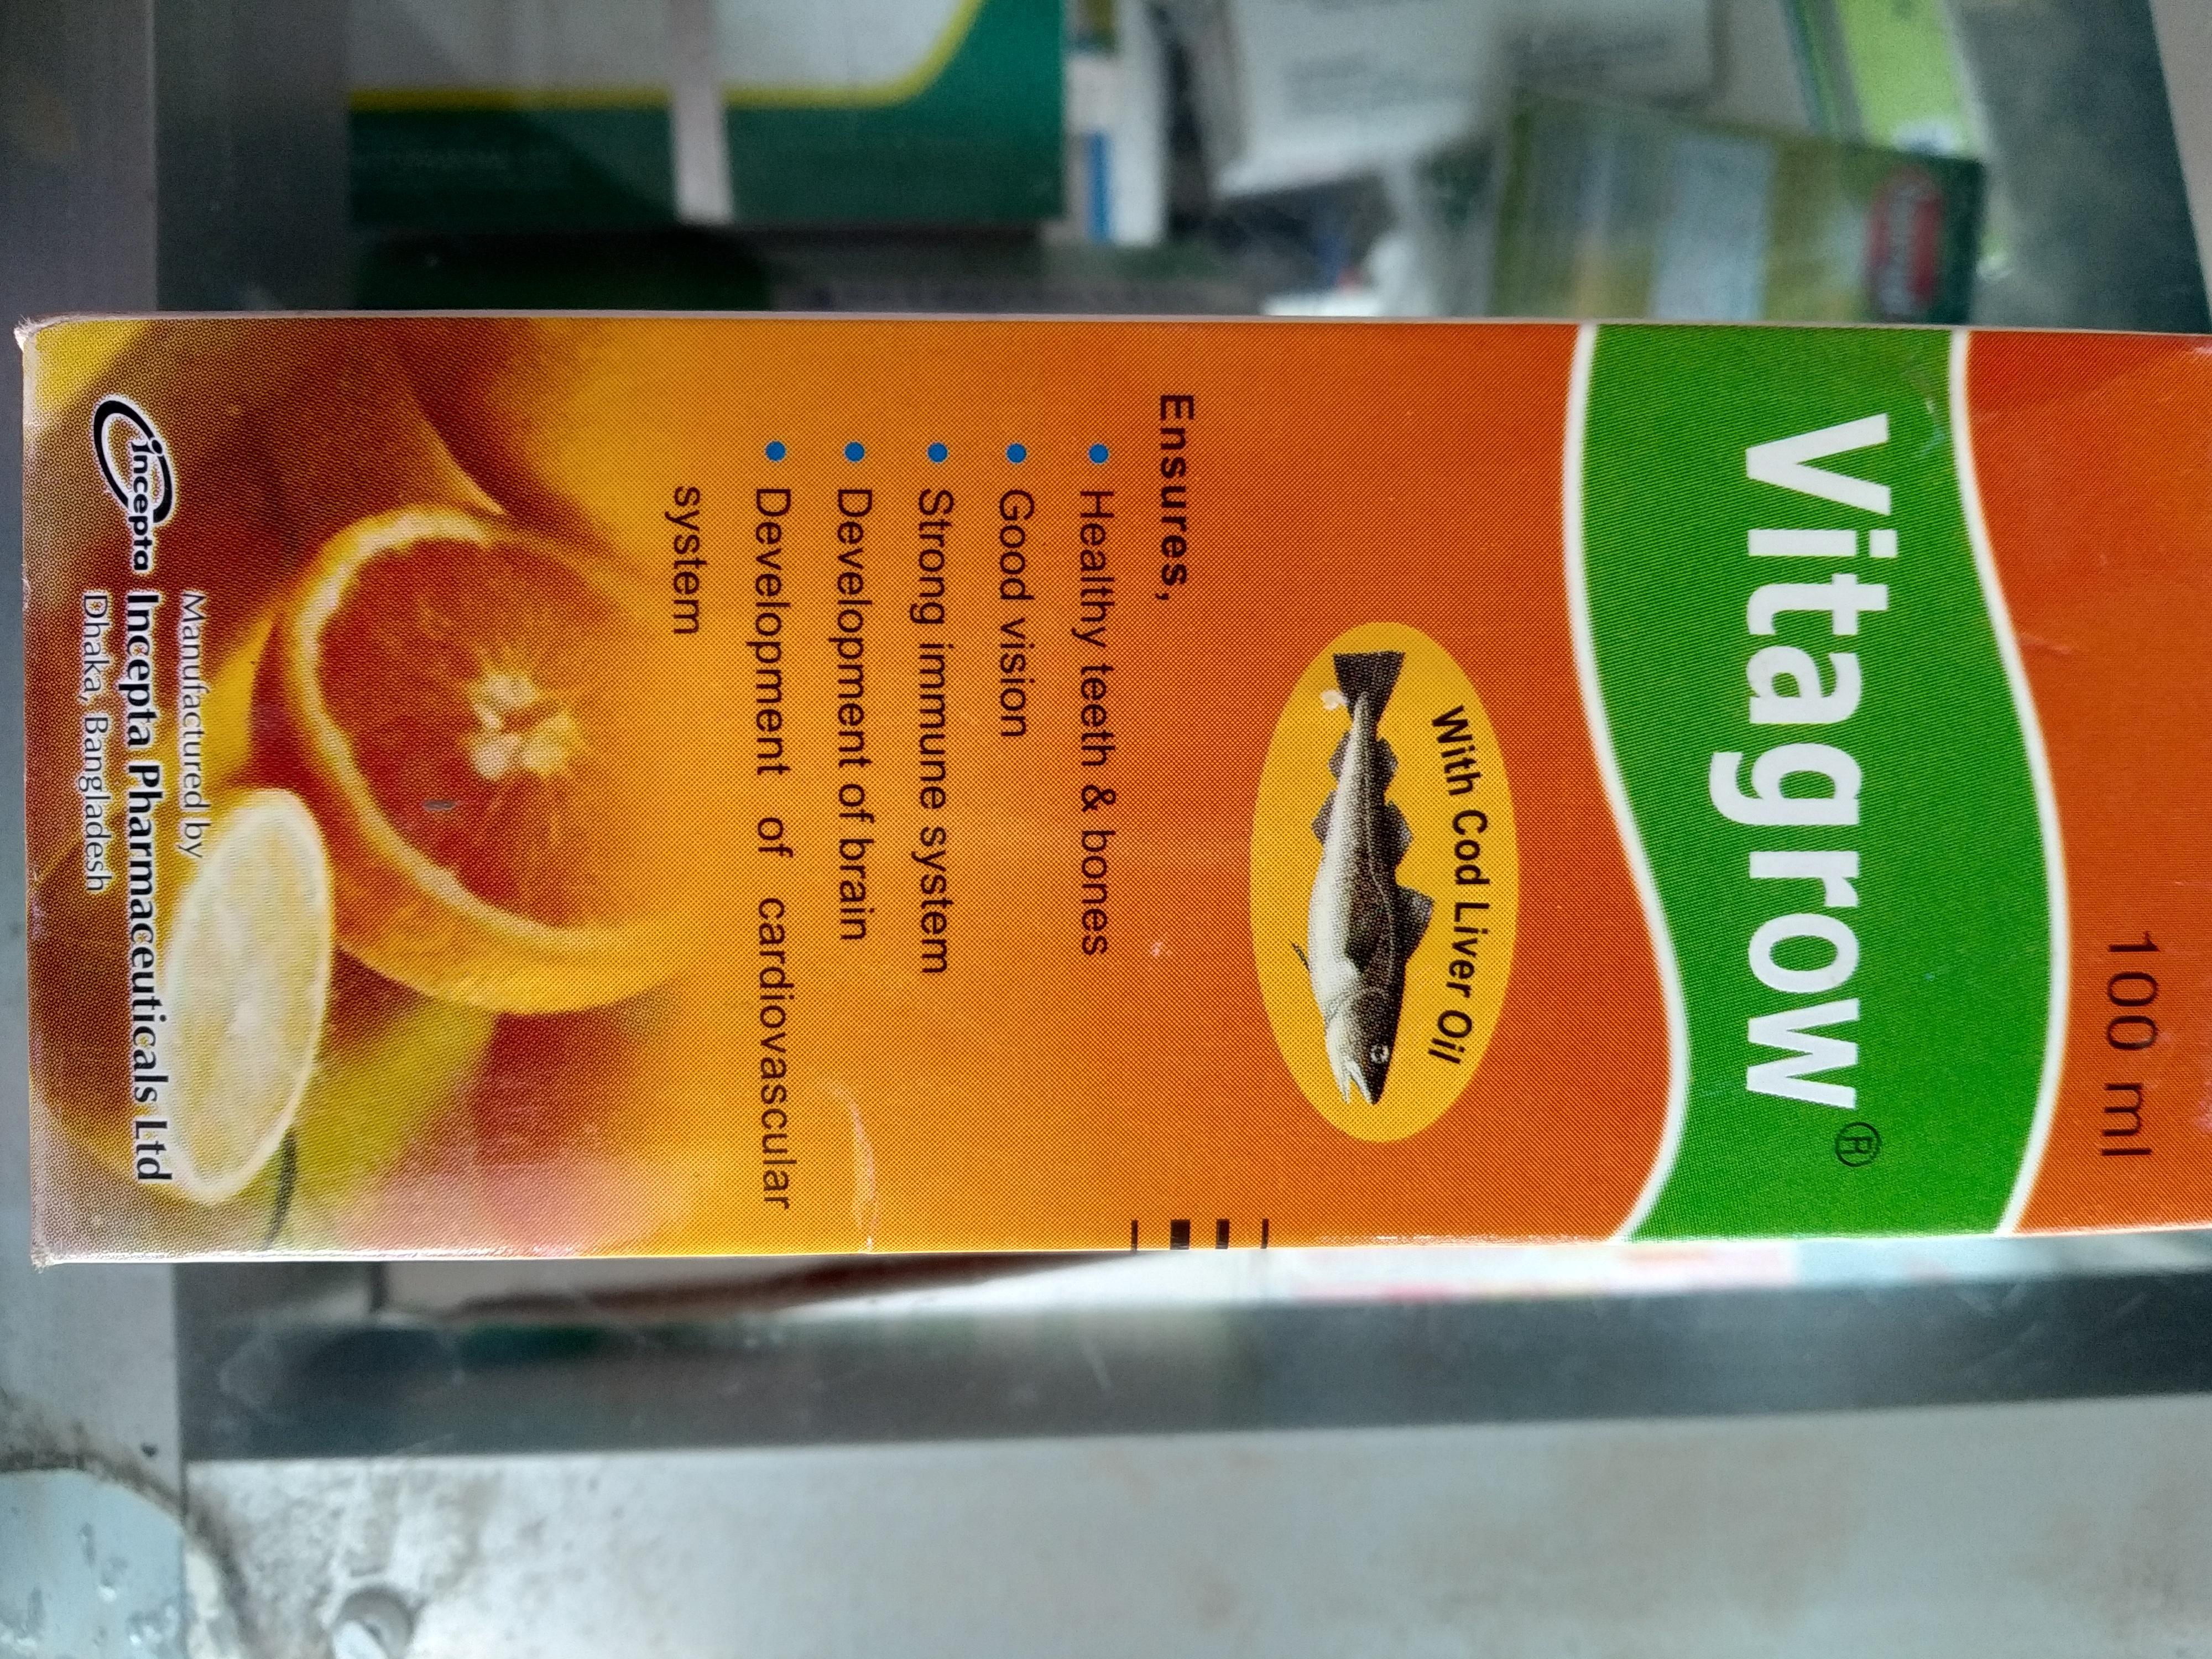 100 ml
Vitagrow®
With Cod Liver Oil
Ensures,
• Healthy teeth & bones
• Good vision
• Strong immune system
• Development of brain
• Development of cardiovascular
system
Manufactured by
incepta Incepta Pharmaceuticals Ltd
Dhaka, Bangladesh